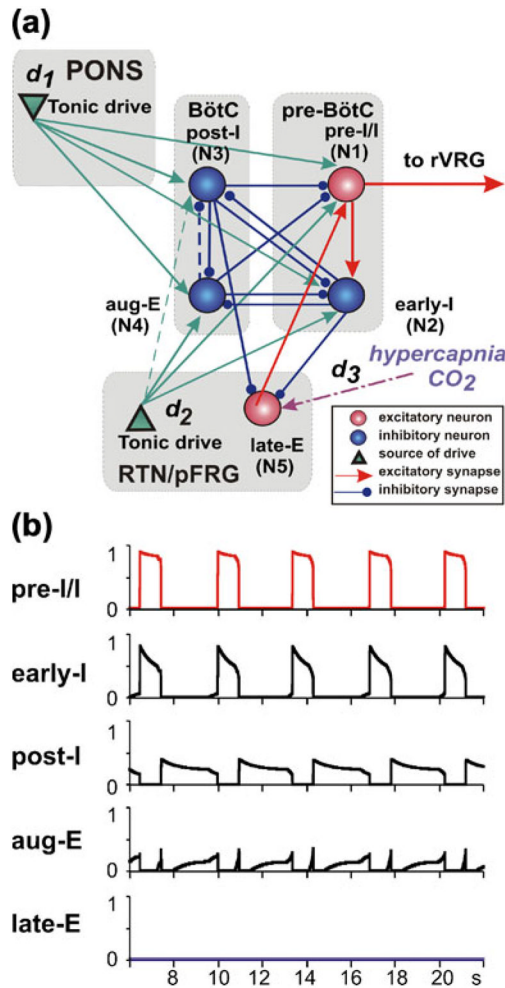 (a)
d1 PONS
Tonic drive
BötC
post-I
(N3)
pre-BötC
pre-I/I
(N1)
to rVRG
aug-E
(N4)
early-I
(N2)
d3 hypercapnia
CO2
d2
Tonic drive
RTN/pFRG
late-E
(N5)
excitatory neuron
inhibitory neuron
source of drive
excitatory synapse
inhibitory synapse
(b)
pre-I/I 1 0
early-I 1 0
post-I 1 0
aug-E 1 0
late-E 1 0
8 10 12 14 16 18 20 s